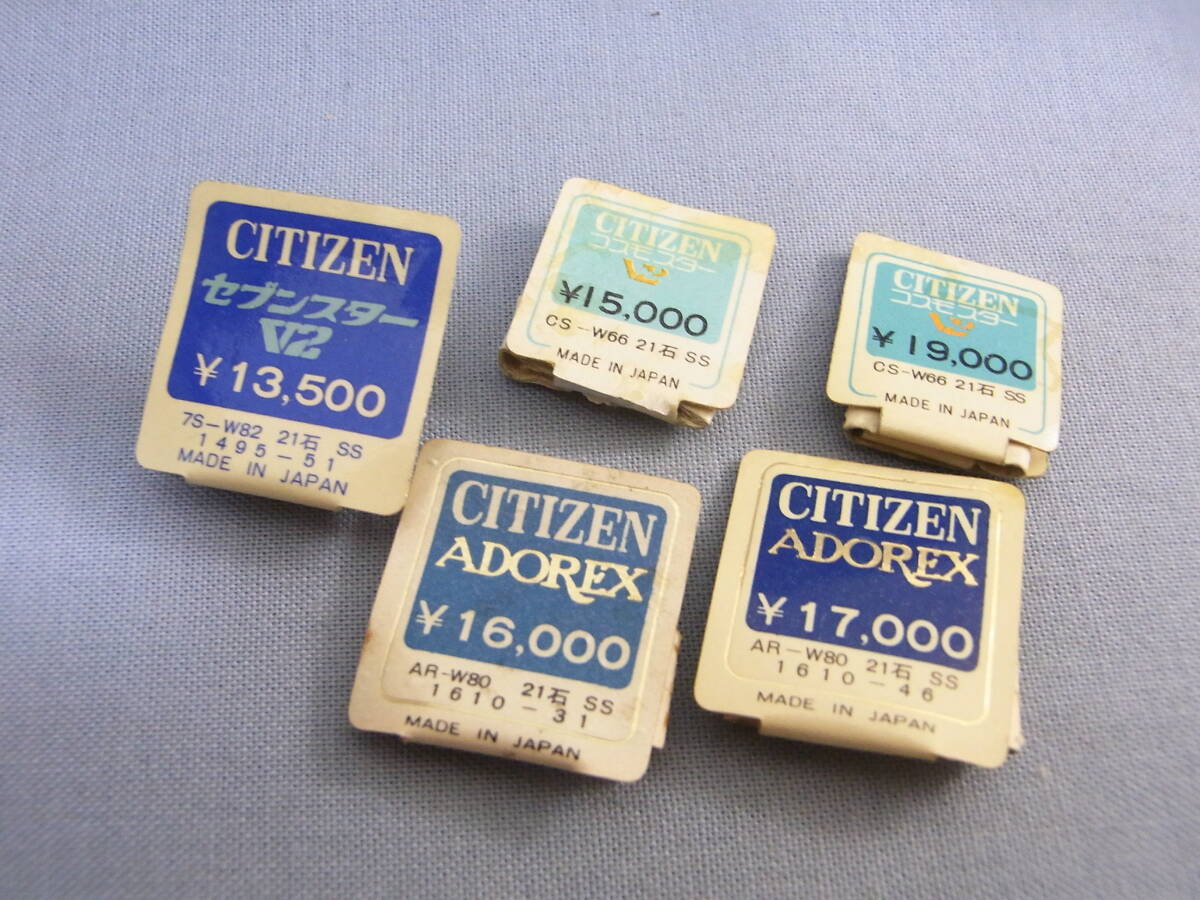 CITIZEN
セブンスター
V2
¥13,500
7S-W82 21石 SS
1495-51
MADE IN JAPAN
CITIZEN
コスモスター
V2
¥15,000
CS-W66 21石 SS
MADE IN JAPAN
CITIZEN
コスモスター
V2
¥19,000
CS-W66 21石 SS
MADE IN JAPAN
CITIZEN
ADOREX
¥16,000
AR-W80 21石 SS
1610-31
MADE IN JAPAN
CITIZEN
ADOREX
¥17,000
AR-W80 21石 SS
1610-46
MADE IN JAPAN